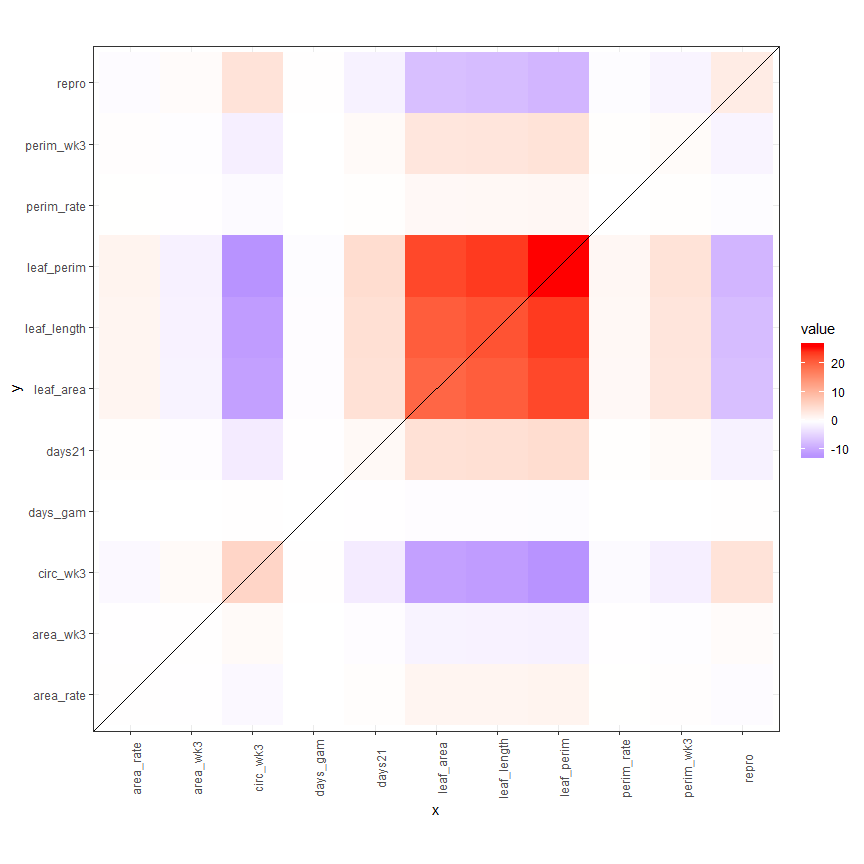 repro
perim_wk3
perim_rate
leaf_perim
leaf_length
leaf_area
days21
days_gam
circ_wk3
area_wk3
area_rate
y
area_rate
area_wk3
circ_wk3
days_gam
days21
leaf_area
leaf_length
leaf_perim
perim_rate
perim_wk3
repro
x
value
20
10
0
-10